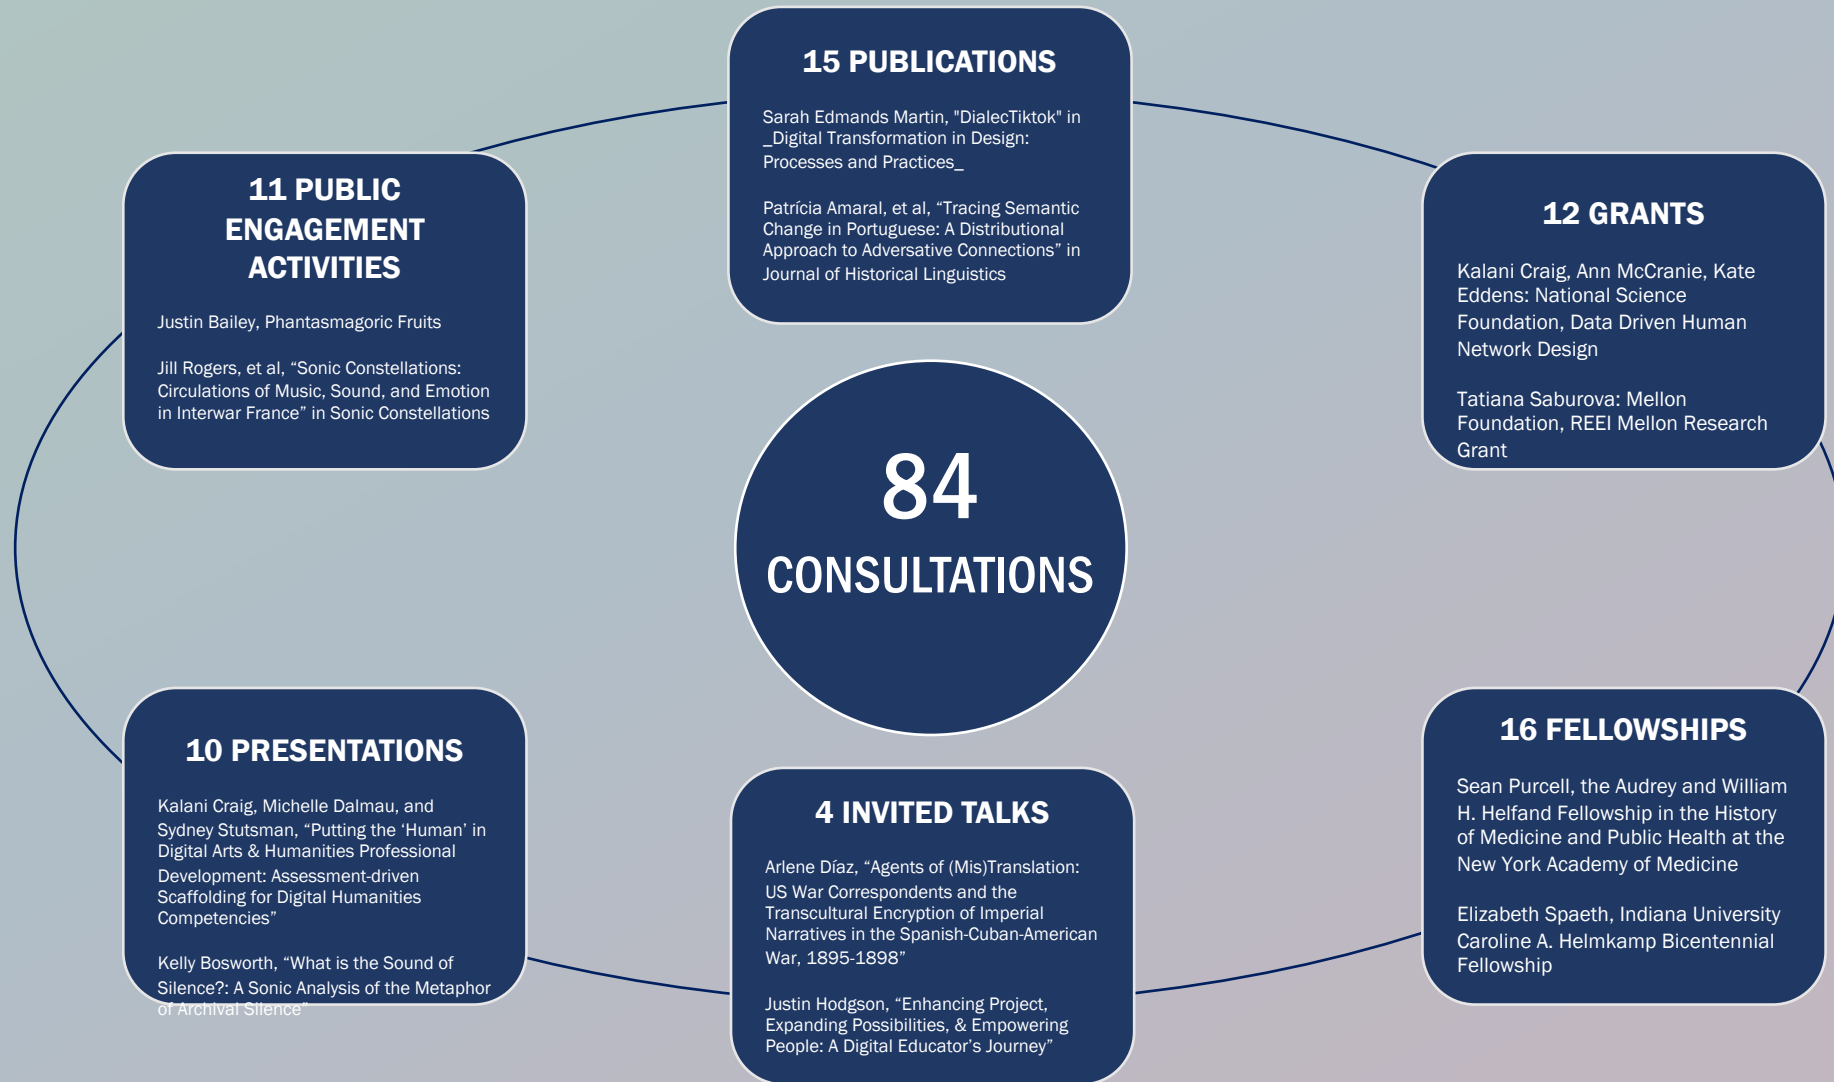 15 PUBLICATIONS
Sarah Edmands Martin, "DialecTiktok" in
_Digital Transformation in Design:
Processes and Practices_
Patrícia Amaral, et al, “Tracing Semantic
Change in Portuguese: A Distributional
Approach to Adversative Connections” in
Journal of Historical Linguistics
11 PUBLIC
ENGAGEMENT
ACTIVITIES
Justin Bailey, Phantasmagoric Fruits
Jill Rogers, et al, “Sonic Constellations:
Circulations of Music, Sound, and Emotion
in Interwar France” in Sonic Constellations
12 GRANTS
Kalani Craig, Ann McCranie, Kate
Eddens: National Science
Foundation, Data Driven Human
Network Design
Tatiana Saburova: Mellon
Foundation, REEI Mellon Research
Grant
84
CONSULTATIONS
10 PRESENTATIONS
Kalani Craig, Michelle Dalmau, and
Sydney Stutsman, “Putting the ‘Human’ in
Digital Arts & Humanities Professional
Development: Assessment-driven
Scaffolding for Digital Humanities
Competencies”
Kelly Bosworth, “What is the Sound of
Silence?: A Sonic Analysis of the Metaphor
of Archival Silence”
4 INVITED TALKS
Arlene Díaz, “Agents of (Mis)Translation:
US War Correspondents and the
Transcultural Encryption of Imperial
Narratives in the Spanish-Cuban-American
War, 1895-1898”
Justin Hodgson, “Enhancing Project,
Expanding Possibilities, & Empowering
People: A Digital Educator’s Journey”
16 FELLOWSHIPS
Sean Purcell, the Audrey and William
H. Helfand Fellowship in the History
of Medicine and Public Health at the
New York Academy of Medicine
Elizabeth Spaeth, Indiana University
Caroline A. Helmkamp Bicentennial
Fellowship